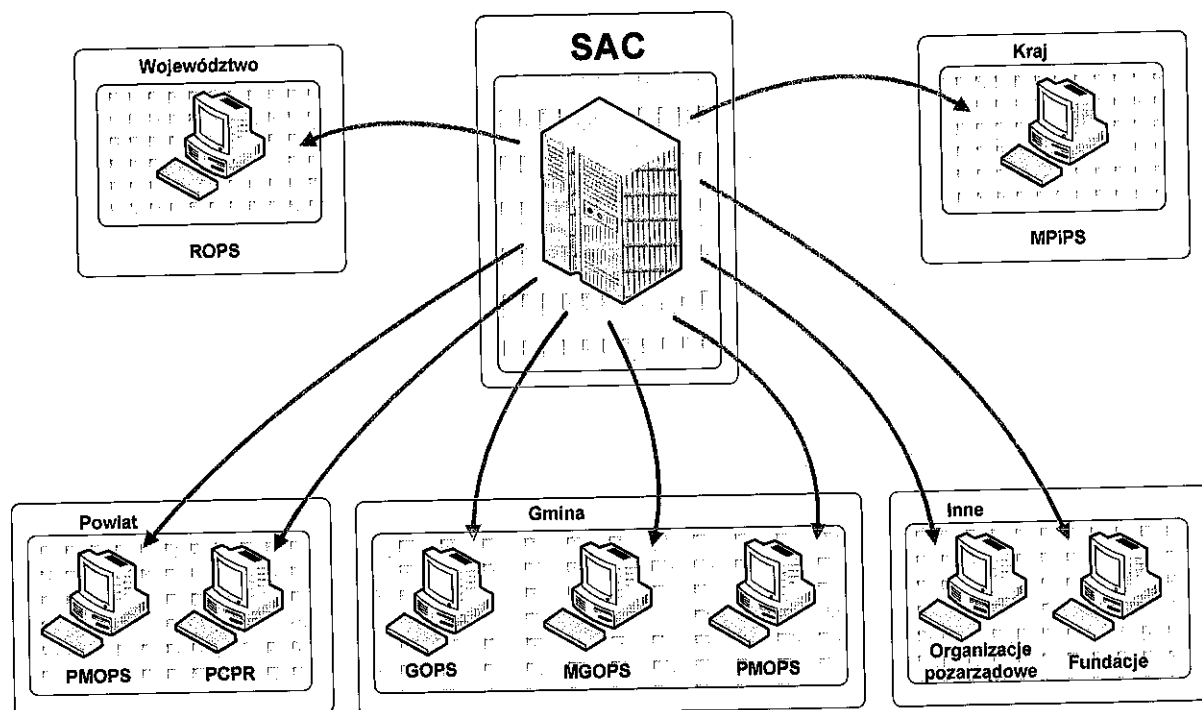 SAC
Województwo
ROPS
Kraj
MPiPS
Powiat
PMOPS
PCPR
Gmina
GOPS
MGOPS
PMOPS
Inne
Organizacje
pozarządowe
Fundacje